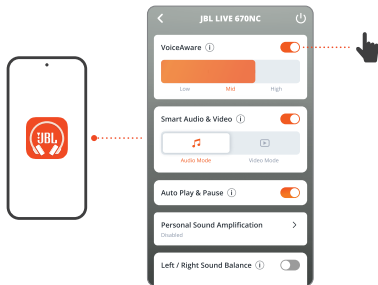 JBL LIVE 670NC
VoiceAware
Low Mid High
Smart Audio & Video
Audio Mode Video Mode
Auto Play & Pause
Personal Sound Amplification
Disabled
Left / Right Sound Balance
JBL